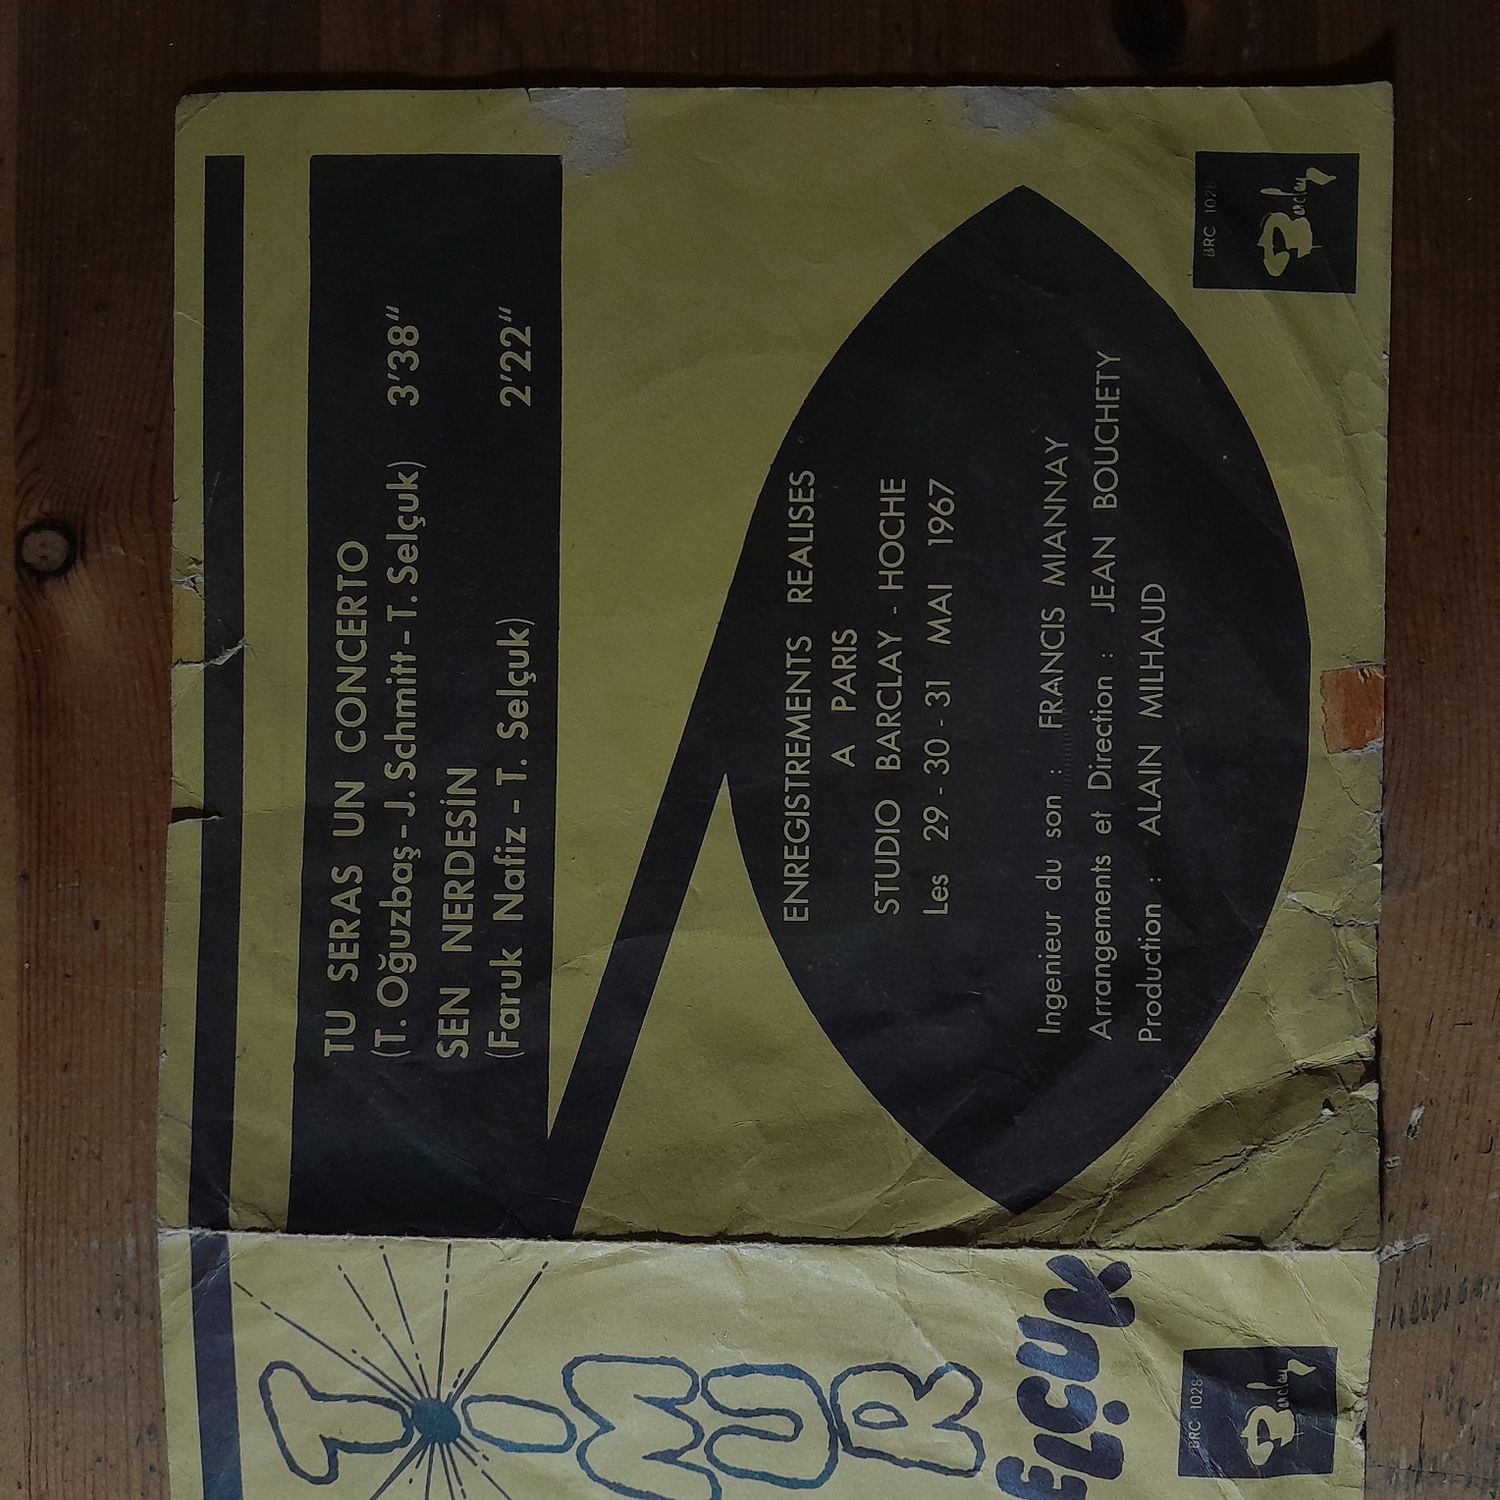 TU SERAS UN CONCERTO
(T. Oğuzbaş - J. Schmitt - T. Selçuk) 3'38"
SEN NERDESİN
(Faruk Nafiz - T. Selçuk) 2'22"
ENREGISTREMENTS REALISES
A PARIS
STUDIO BARCLAY - HOCHE
Les 29 - 30 - 31 MAI 1967
Ingenieur du son : FRANCIS MIANNAY
Arrangements et Direction : JEAN BOUCHETY
Production : ALAIN MILHAUD
BRC 1028
Barclay
TIMUR
ELÇUK
BRC 1028
Barclay